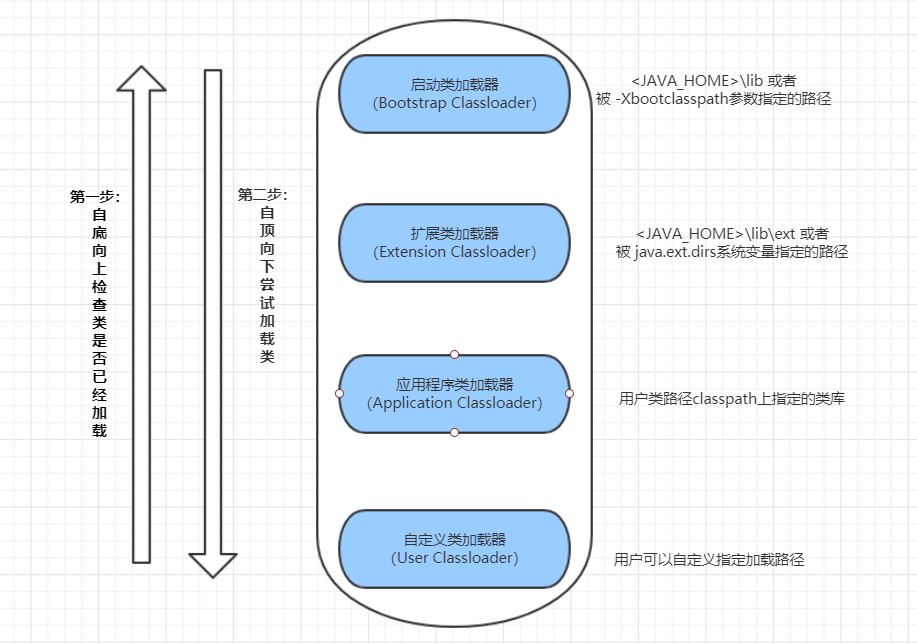 启动类加载器
(Bootstrap Classloader)
<JAVA_HOME>\lib 或者
被 -Xbootclasspath参数指定的路径
第一步：
自底向上检查类是否已经加载
第二步：
自顶向下尝试加载类
扩展类加载器
(Extension Classloader)
<JAVA_HOME>\lib\ext 或者
被 java.ext.dirs系统变量指定的路径
应用程序类加载器
(Application Classloader)
用户类路径classpath上指定的类库
自定义类加载器
(User Classloader)
用户可以自定义指定加载路径